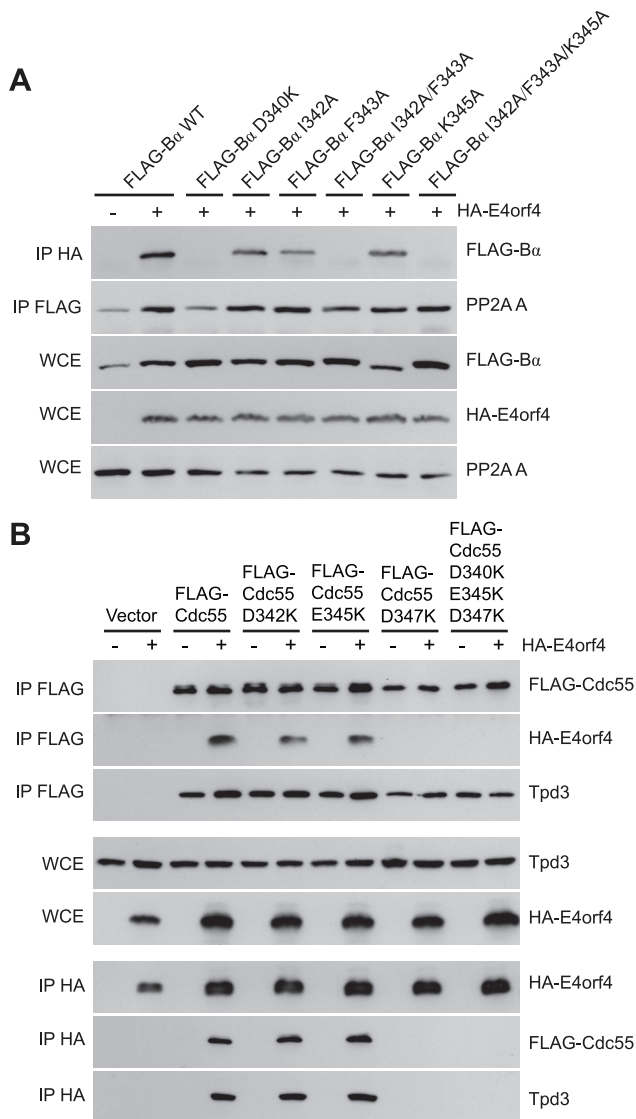 A
FLAG-Bα WT
FLAG-Bα D340K
FLAG-Bα I342A
FLAG-Bα F343A
FLAG-Bα I342A/F343A
FLAG-Bα K345A
FLAG-Bα I342A/F343A/K345A
- + + + + + + + HA-E4orf4
IP HA FLAG-Bα
IP FLAG PP2A A
WCE FLAG-Bα
WCE HA-E4orf4
WCE PP2A A
B
Vector
FLAG-
Cdc55
FLAG-
Cdc55
D342K
FLAG-
Cdc55
E345K
FLAG-
Cdc55
D347K
FLAG-
Cdc55
D340K
E345K
D347K
- + - + - + - + - + - + HA-E4orf4
IP FLAG FLAG-Cdc55
IP FLAG HA-E4orf4
IP FLAG Tpd3
WCE Tpd3
WCE HA-E4orf4
IP HA HA-E4orf4
IP HA FLAG-Cdc55
IP HA Tpd3